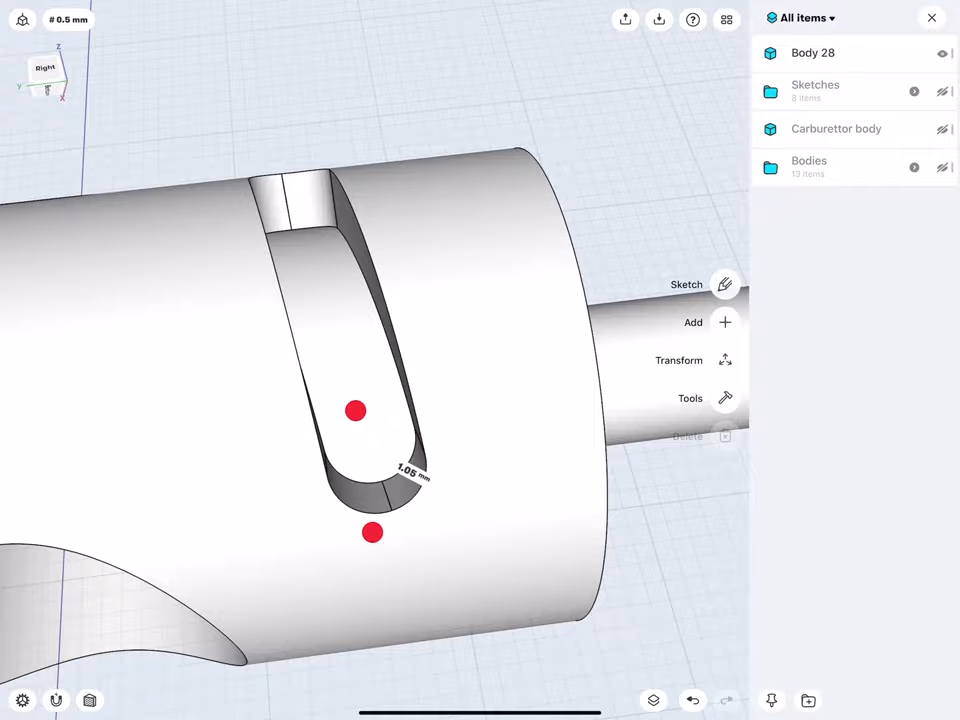 # 0.5 mm
All items
Z
Right
Y
X
Body 28
Sketches
8 items
Carburettor body
Bodies
13 items
Sketch
Add
Transform
Tools
Delete
1.05 mm